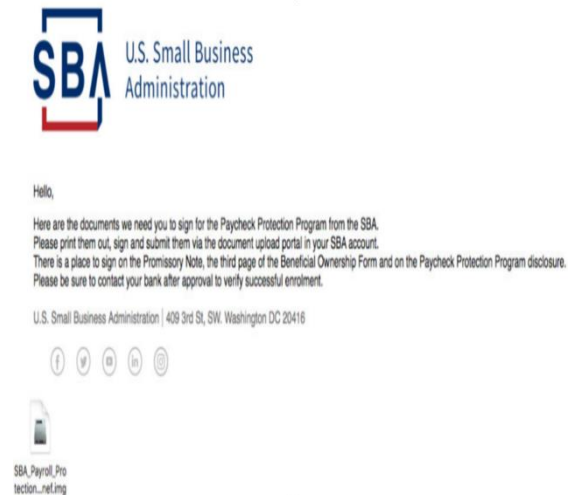 SBA U.S. Small Business
Administration
Hello,
Here are the documents we need you to sign for the Paycheck Protection Program from the SBA.
Please print them out, sign and submit them via the document upload portal in your SBA account.
There is a place to sign on the Promissory Note, the third page of the Beneficial Ownership Form and on the Paycheck Protection Program disclosure.
Please be sure to contact your bank after approval to verify successful enrolment.
U.S. Small Business Administration | 409 3rd St, SW. Washington DC 20416
SBA_Payroll_Pro
tection...nef.img